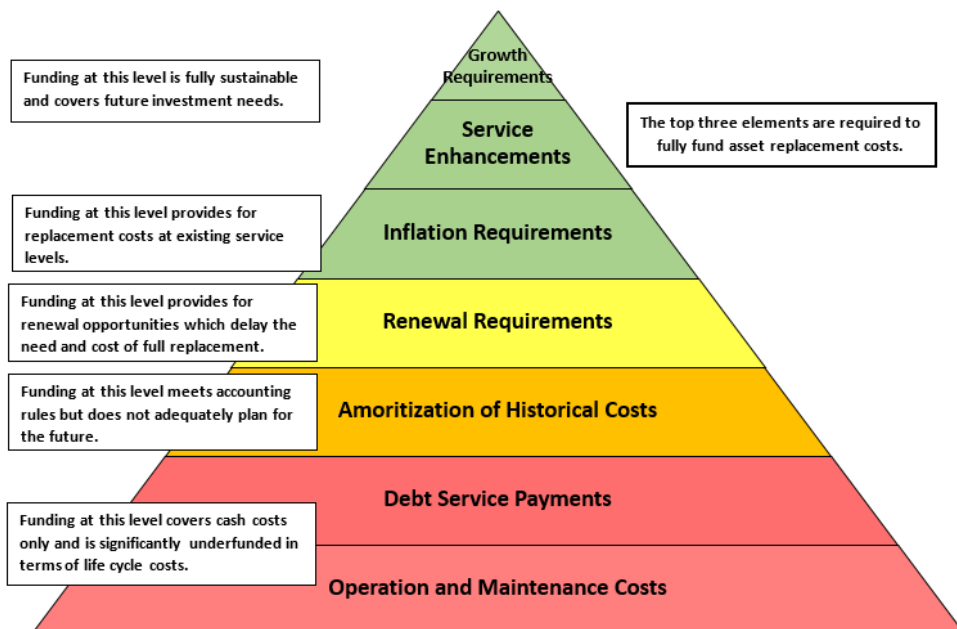 Growth
Requirements
Funding at this level is fully sustainable
and covers future investment needs.
Service
Enhancements
The top three elements are required to
fully fund asset replacement costs.
Funding at this level provides for
replacement costs at existing service
levels.
Inflation Requirements
Funding at this level provides for
renewal opportunities which delay the
need and cost of full replacement.
Renewal Requirements
Funding at this level meets accounting
rules but does not adequately plan for
the future.
Amoritization of Historical Costs
Debt Service Payments
Funding at this level covers cash costs
only and is significantly underfunded in
terms of life cycle costs.
Operation and Maintenance Costs